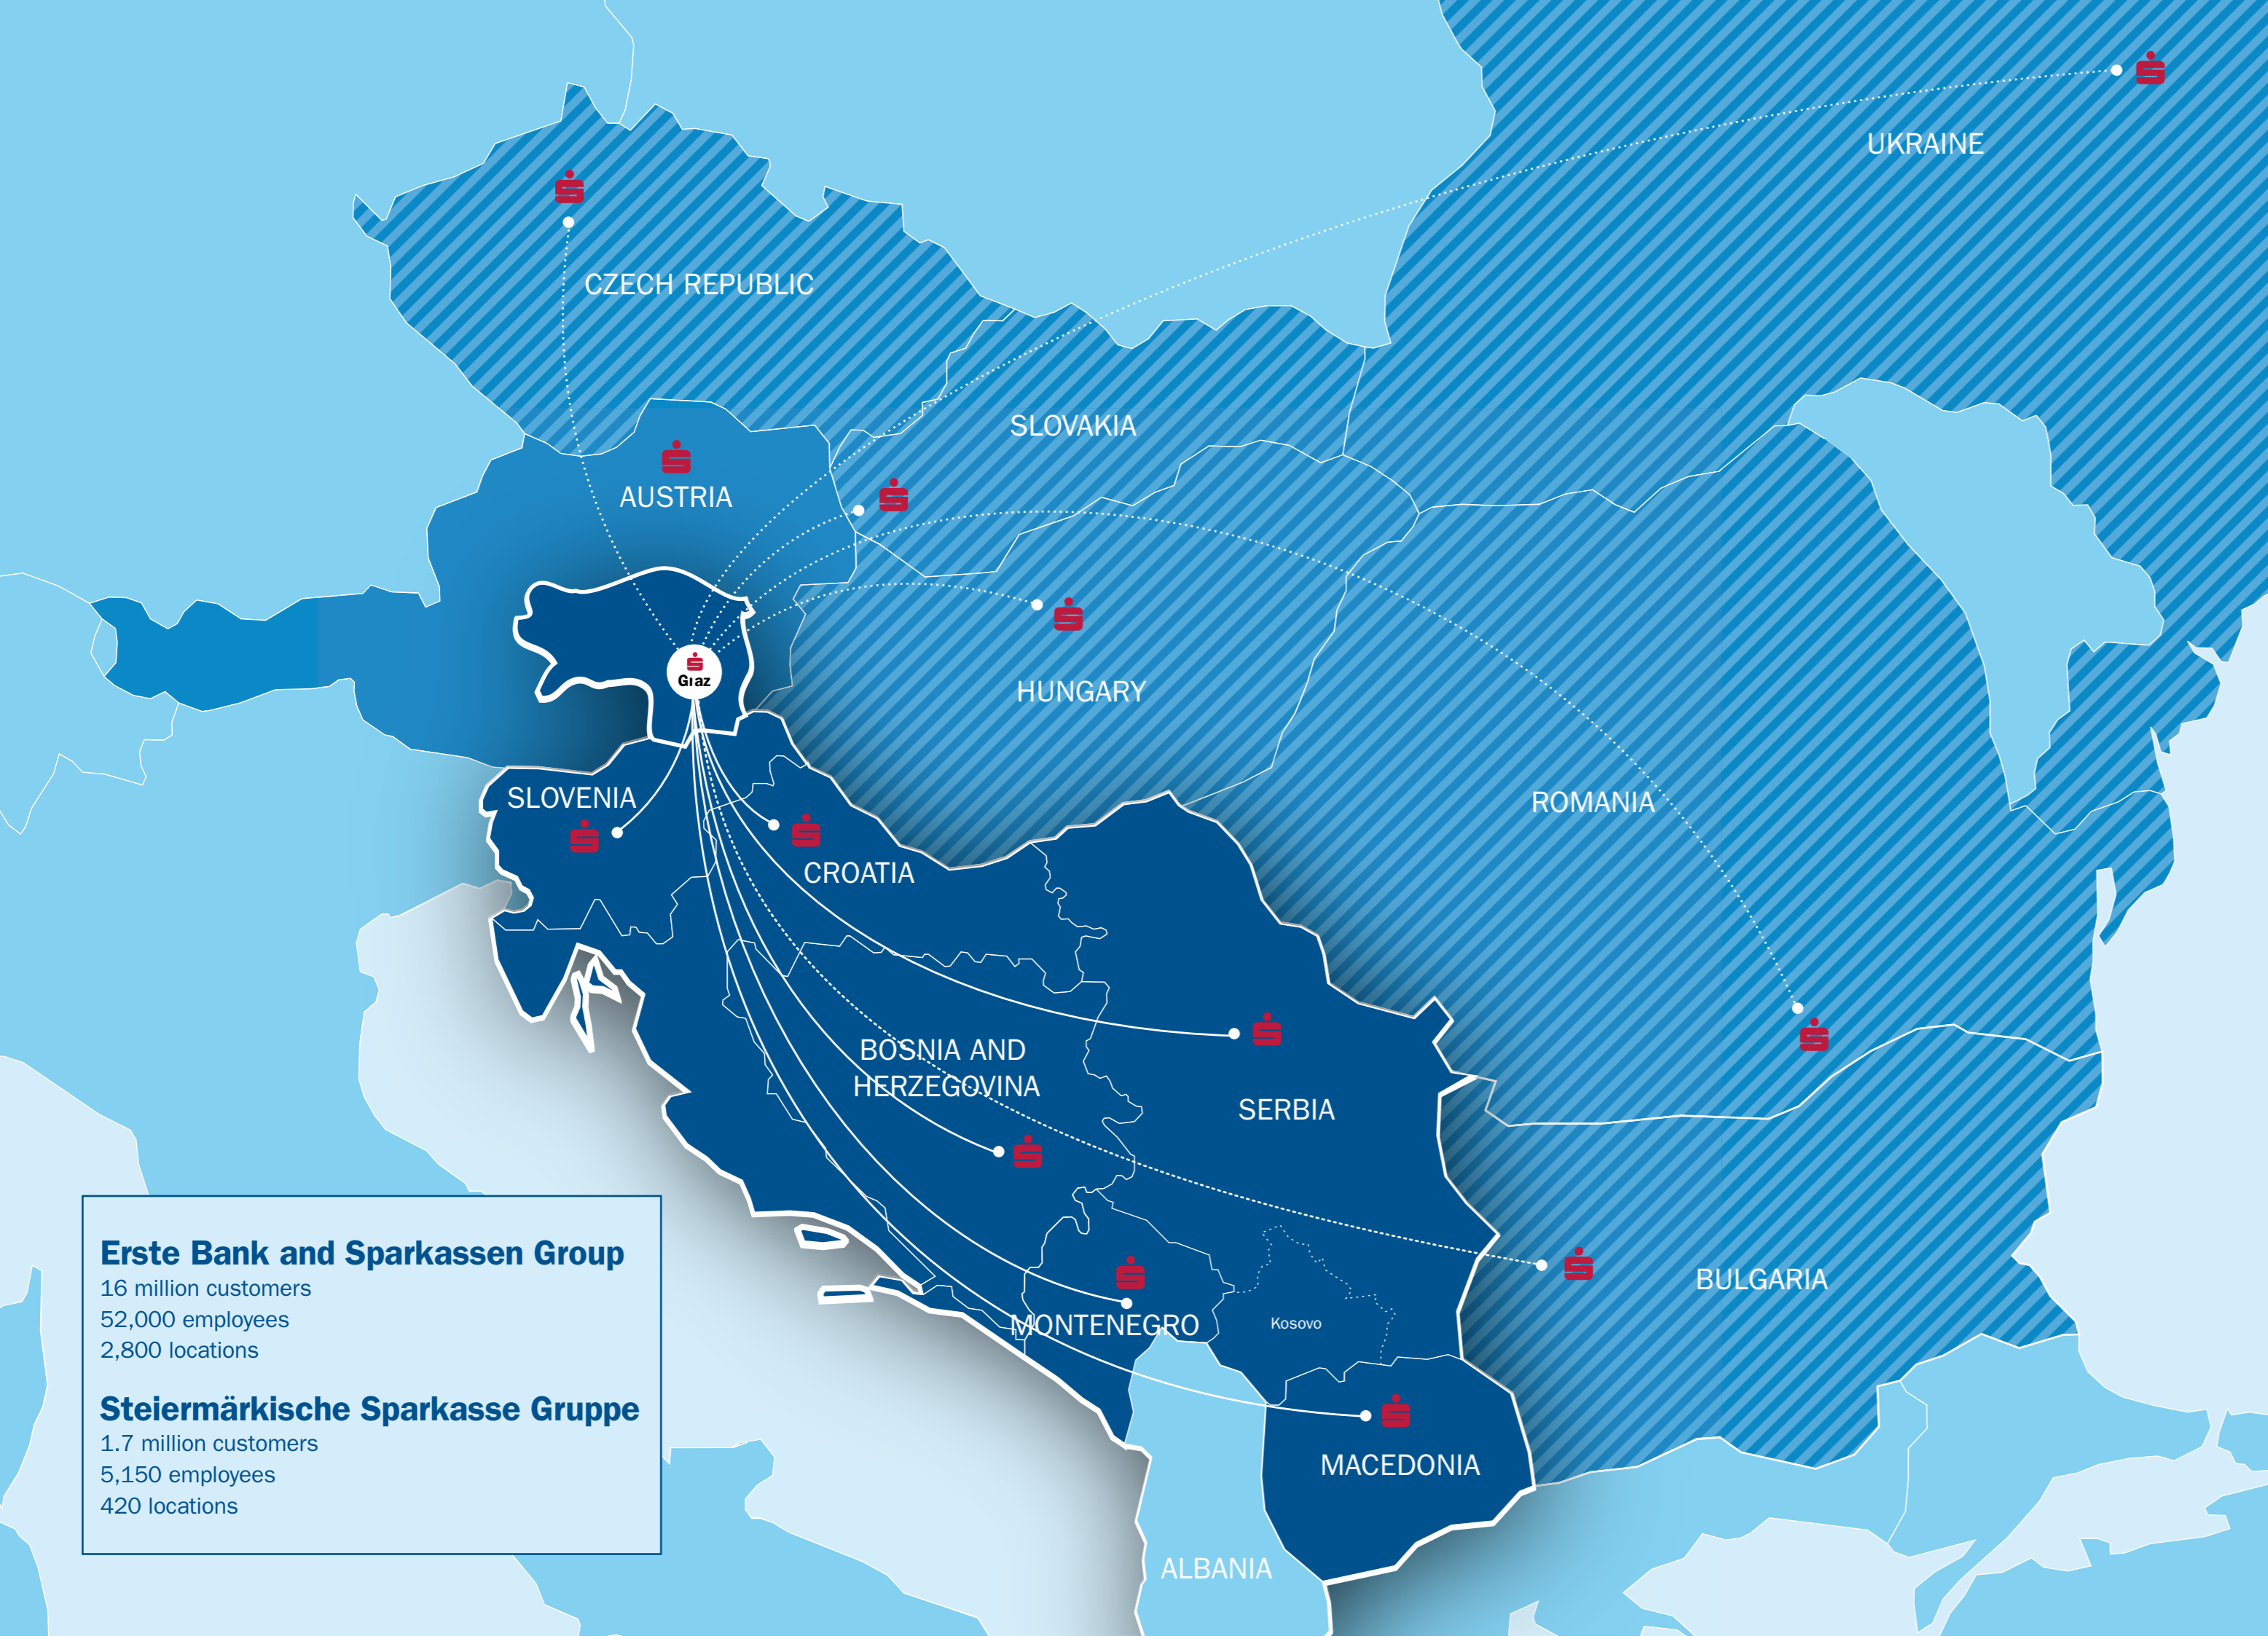 UKRAINE
CZECH REPUBLIC
SLOVAKIA
AUSTRIA
Graz
HUNGARY
SLOVENIA
ROMANIA
CROATIA
BOSNIA AND
HERZEGOVINA
SERBIA
BULGARIA
MONTENEGRO
Kosovo
MACEDONIA
ALBANIA
Erste Bank and Sparkassen Group
16 million customers
52,000 employees
2,800 locations
Steiermärkische Sparkasse Gruppe
1.7 million customers
5,150 employees
420 locations